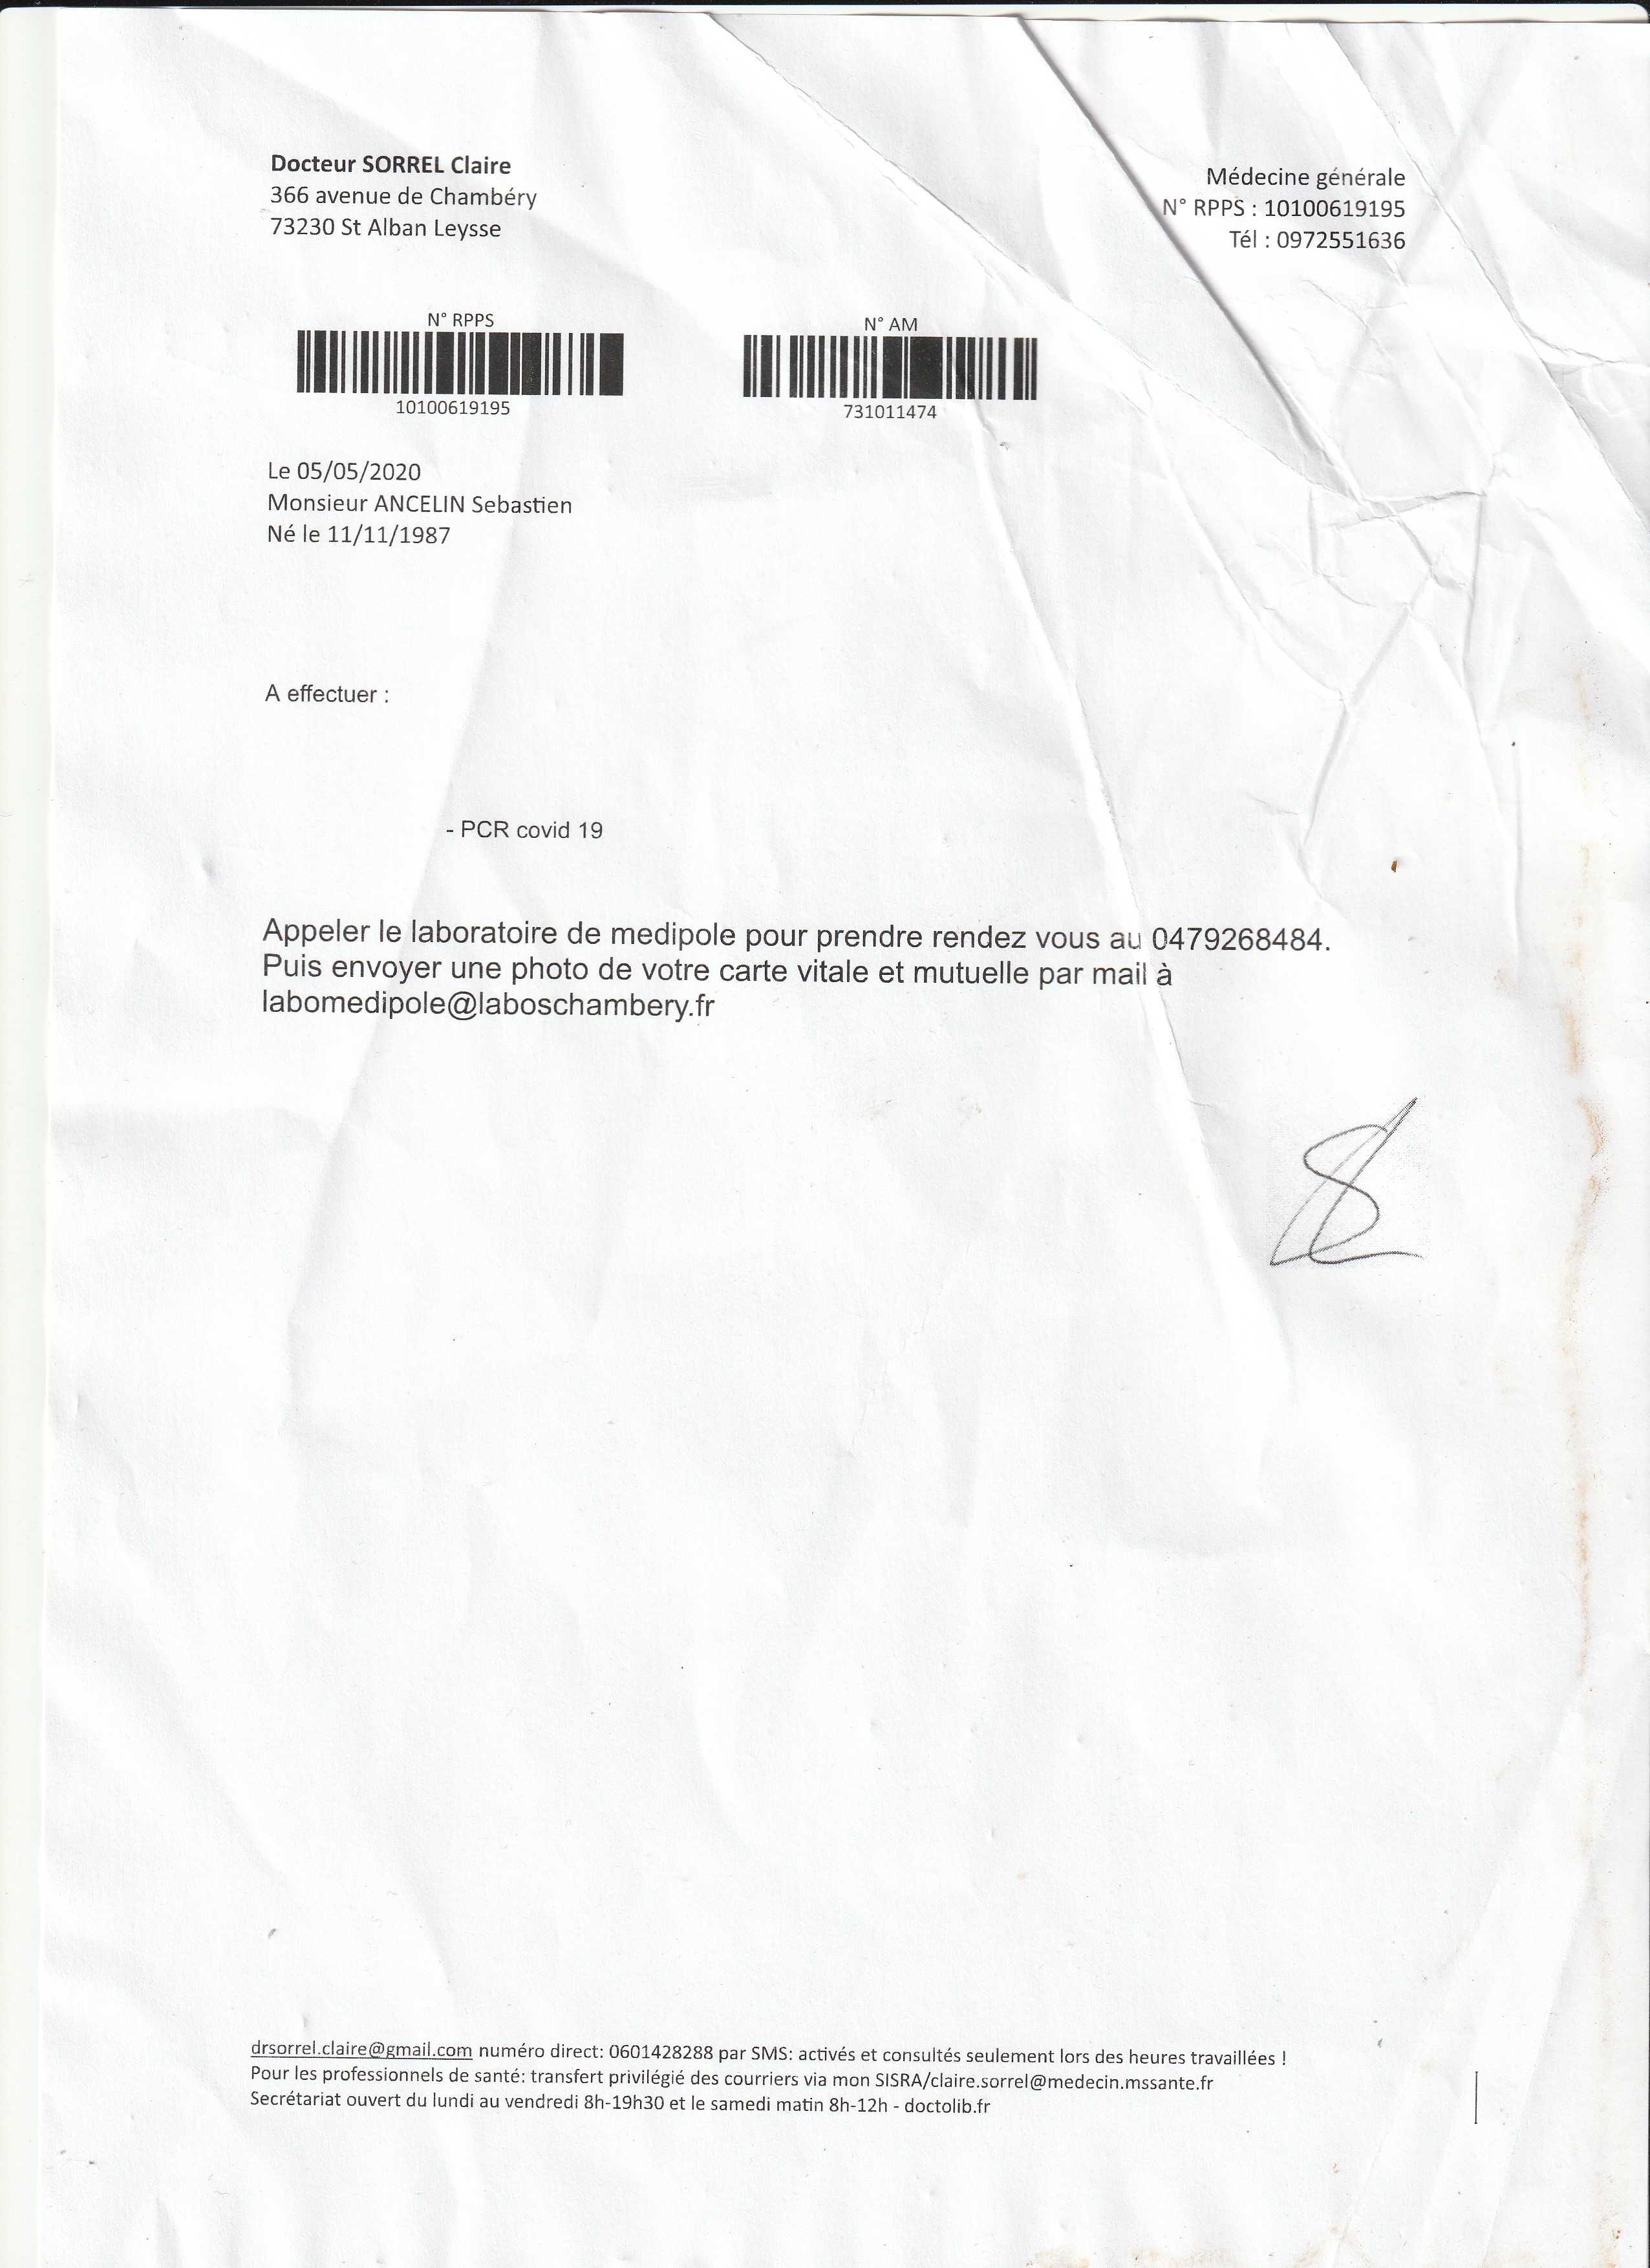 Docteur SORREL Claire
366 avenue de Chambéry
73230 St Alban Leysse
Médecine générale
N° RPPS : 10100619195
Tél : 0972551636
N° RPPS
10100619195
N° AM
731011474
Le 05/05/2020
Monsieur ANCELIN Sebastien
Né le 11/11/1987
A effectuer :
- PCR covid 19
Appeler le laboratoire de medipole pour prendre rendez vous au 0479268484.
Puis envoyer une photo de votre carte vitale et mutuelle par mail à
labomedipole@laboschambery.fr
drsorrel.claire@gmail.com numéro direct: 0601428288 par SMS: activés et consultés seulement lors des heures travaillées !
Pour les professionnels de santé: transfert privilégié des courriers via mon SISRA/claire.sorrel@medecin.mssante.fr
Secrétariat ouvert du lundi au vendredi 8h-19h30 et le samedi matin 8h-12h - doctolib.fr